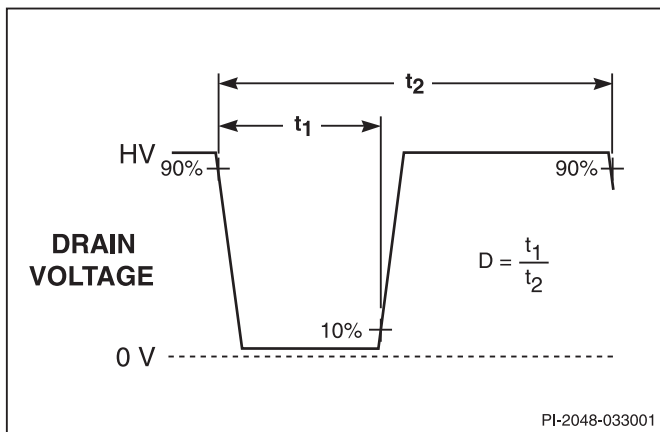 t2
t1
HV
90%
90%
DRAIN
VOLTAGE
D = t1
t2
10%
0 V
PI-2048-033001